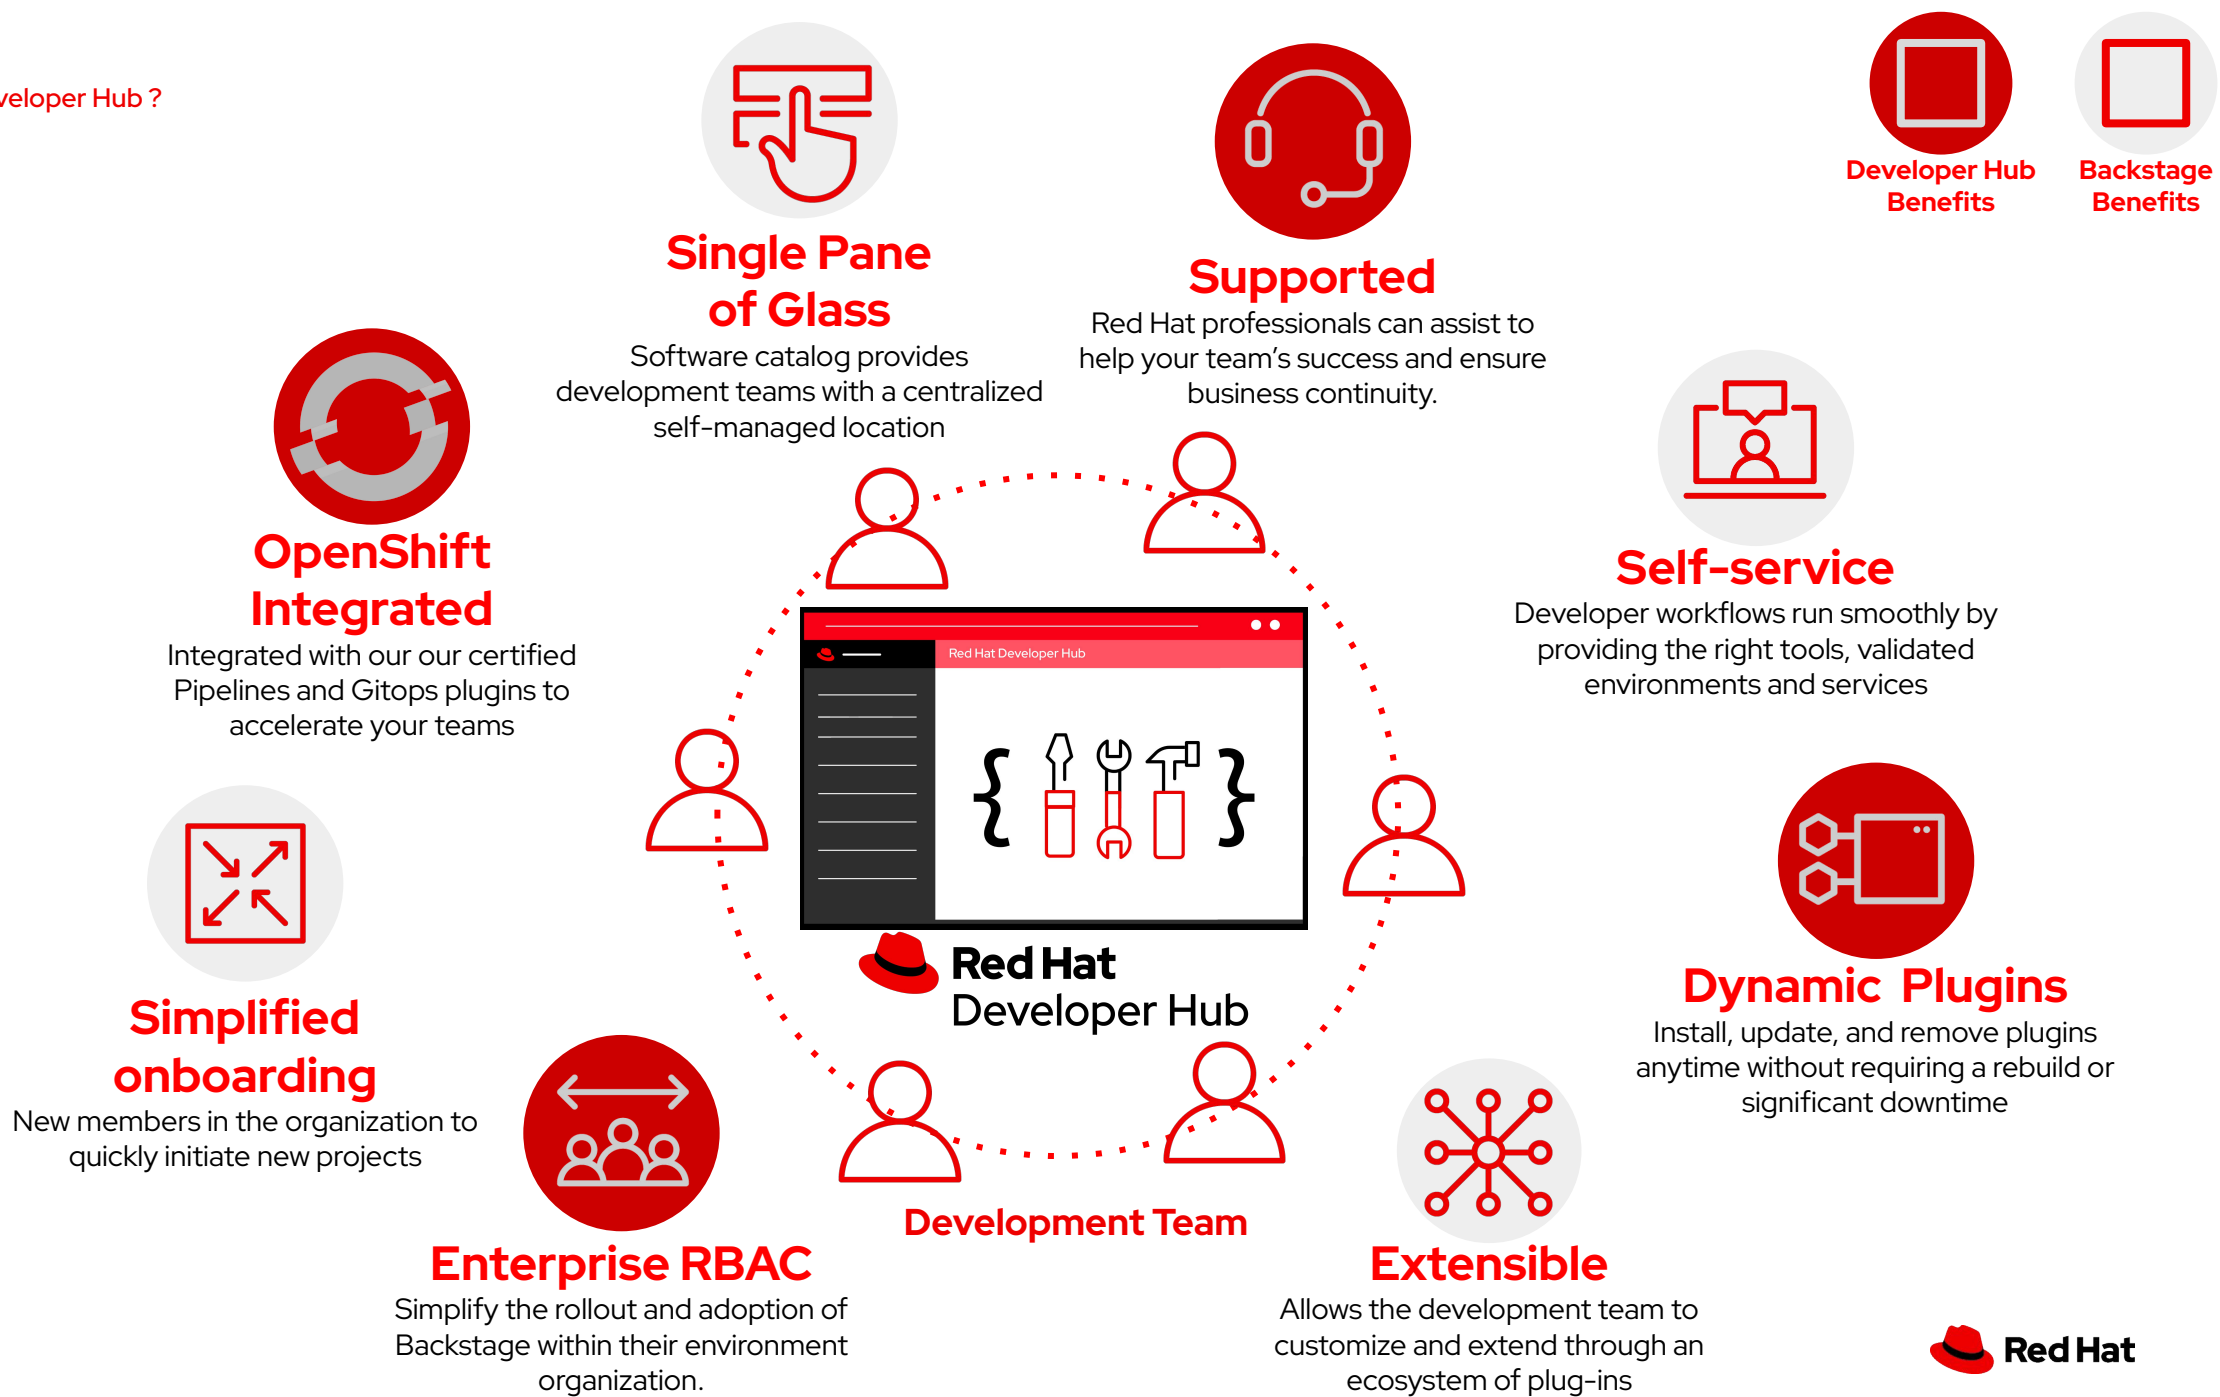 veloper Hub ?
Developer Hub
Benefits
Backstage
Benefits
Single Pane
of Glass
Software catalog provides
development teams with a centralized
self-managed location
Supported
Red Hat professionals can assist to
help your team's success and ensure
business continuity.
OpenShift
Integrated
Integrated with our our certified
Pipelines and Gitops plugins to
accelerate your teams
Self-service
Developer workflows run smoothly by
providing the right tools, validated
environments and services
Red Hat Developer Hub
Red Hat
Developer Hub
Simplified
onboarding
New members in the organization to
quickly initiate new projects
Dynamic Plugins
Install, update, and remove plugins
anytime without requiring a rebuild or
significant downtime
Development Team
Enterprise RBAC
Simplify the rollout and adoption of
Backstage within their environment
organization.
Extensible
Allows the development team to
customize and extend through an
ecosystem of plug-ins
Red Hat